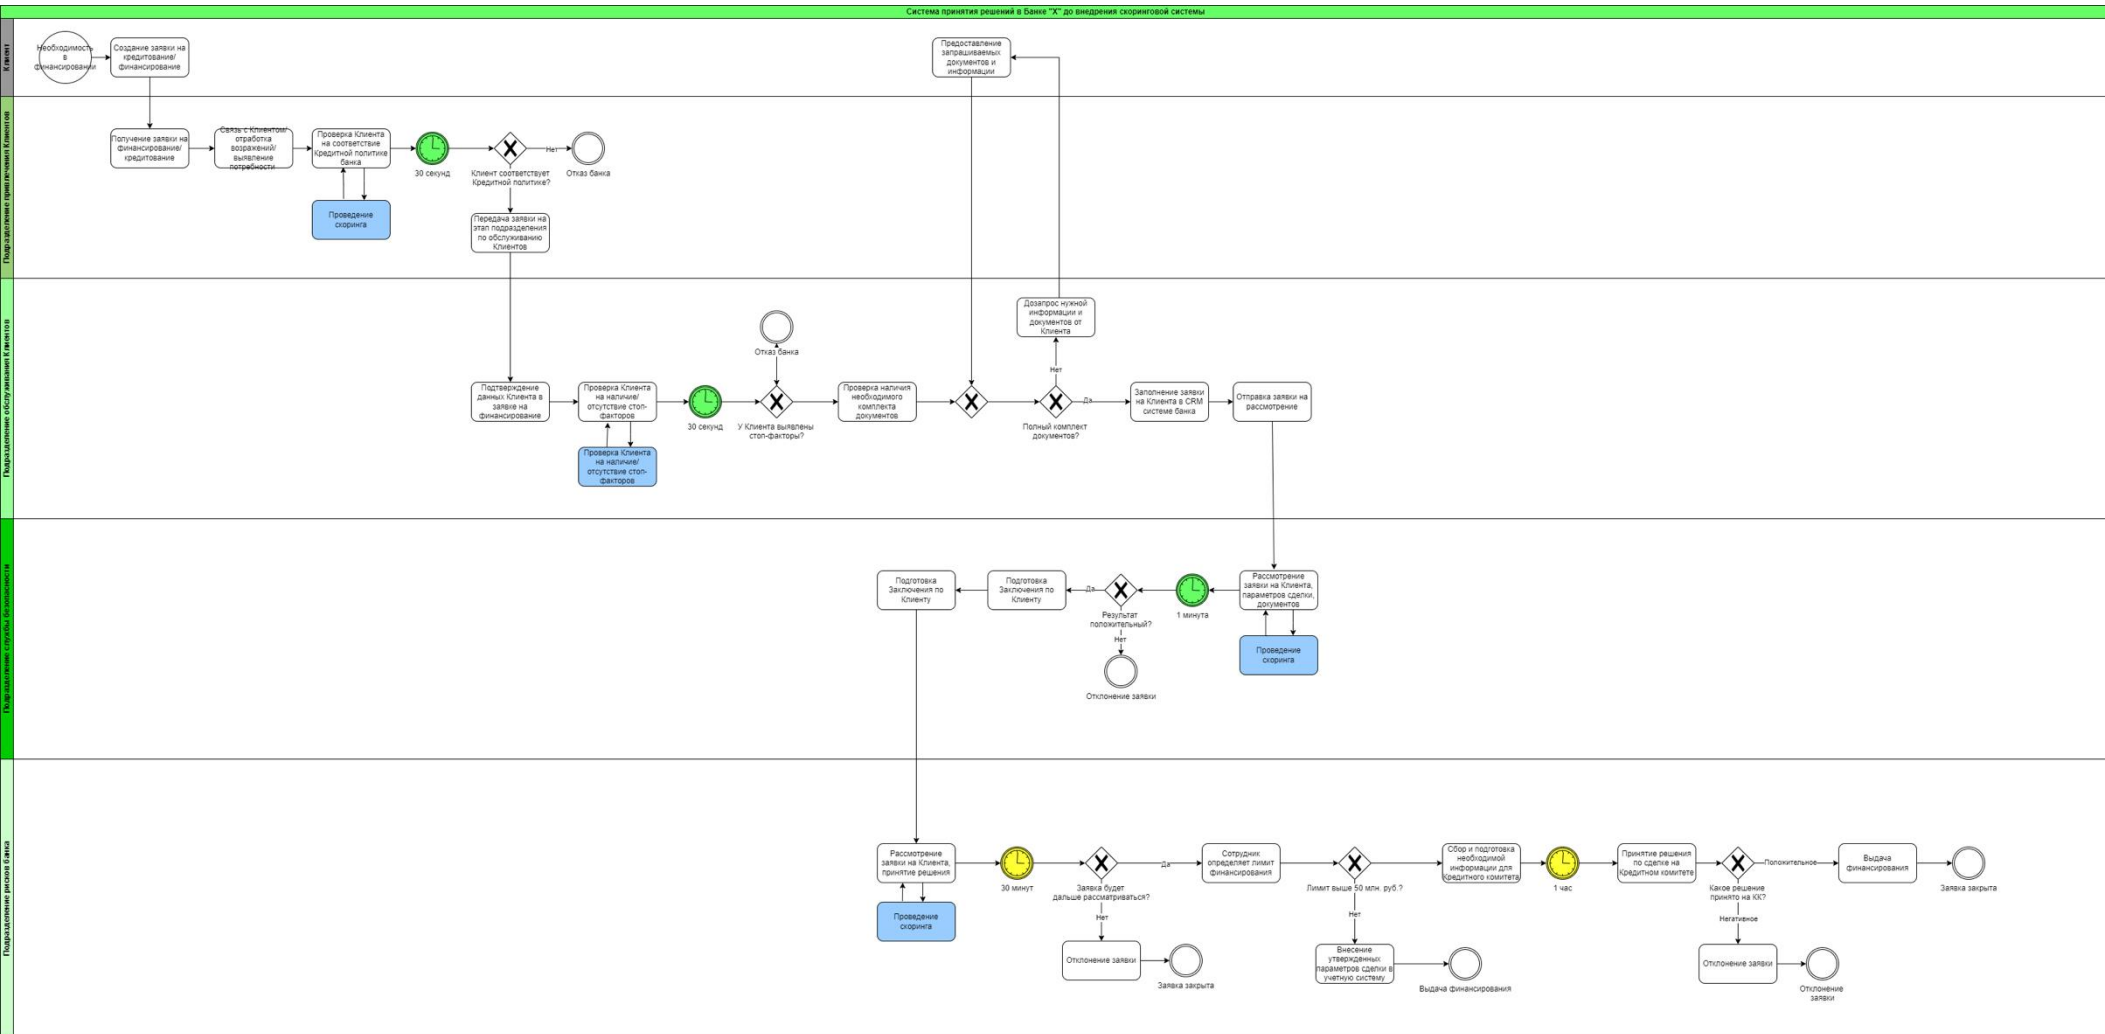 Система принятия решений в Банке "X" до внедрения скоринговой системы
Клиент
Необходимость
в
финансировании
Создание заявки на
кредитование/
финансирование
Предоставление
запрашиваемых
документов и
информации
Подразделение привлечения Клиентов
Получение заявки на
финансирование/
кредитование
Связь с Клиентом/
отработка
возражений/
выявление
потребности
Проверка Клиента
на соответствие
Кредитной политике
банка
30 секунд
Клиент соответствует
Кредитной политике?
Нет
Отказ банка
Проведение
скоринга
Передача заявки на
этап подразделения
по обслуживанию
Клиентов
Подразделение обслуживания Клиентов
Подтверждение
данных Клиента в
заявке на
финансирование
Проверка Клиента
на наличие/
отсутствие стоп-
факторов
Проверка Клиента
на наличие/
отсутствие стоп-
факторов
30 секунд
Отказ банка
У Клиента выявлены
стоп-факторы?
Проверка наличия
необходимого
комплекта
документов
Дозапрос нужной
информации и
документов от
Клиента
Нет
Да
Полный комплект
документов?
Заполнение заявки
на Клиента в CRM
системе банка
Отправка заявки на
рассмотрение
Подразделение службы безопасности
Подготовка
Заключения по
Клиенту
Подготовка
Заключения по
Клиенту
Да
Результат
положительный?
Нет
Отклонение заявки
1 минута
Рассмотрение
заявки на Клиента,
параметров сделки,
документов
Проведение
скоринга
Подразделение рисков банка
Рассмотрение
заявки на Клиента,
принятие решения
Проведение
скоринга
30 минут
Заявка будет
дальше рассматриваться?
Да
Нет
Отклонение заявки
Заявка закрыта
Сотрудник
определяет лимит
финансирования
Лимит выше 50 млн. руб.?
Нет
Внесение
утвержденных
параметров сделки в
учетную систему
Выдача финансирования
Сбор и подготовка
необходимой
информации для
Кредитного комитета
1 час
Принятие решения
по сделке на
Кредитном комитете
Какое решение
принято на КК?
Положительное
Негативное
Отклонение заявки
Отклонение
заявки
Выдача
финансирования
Заявка закрыта